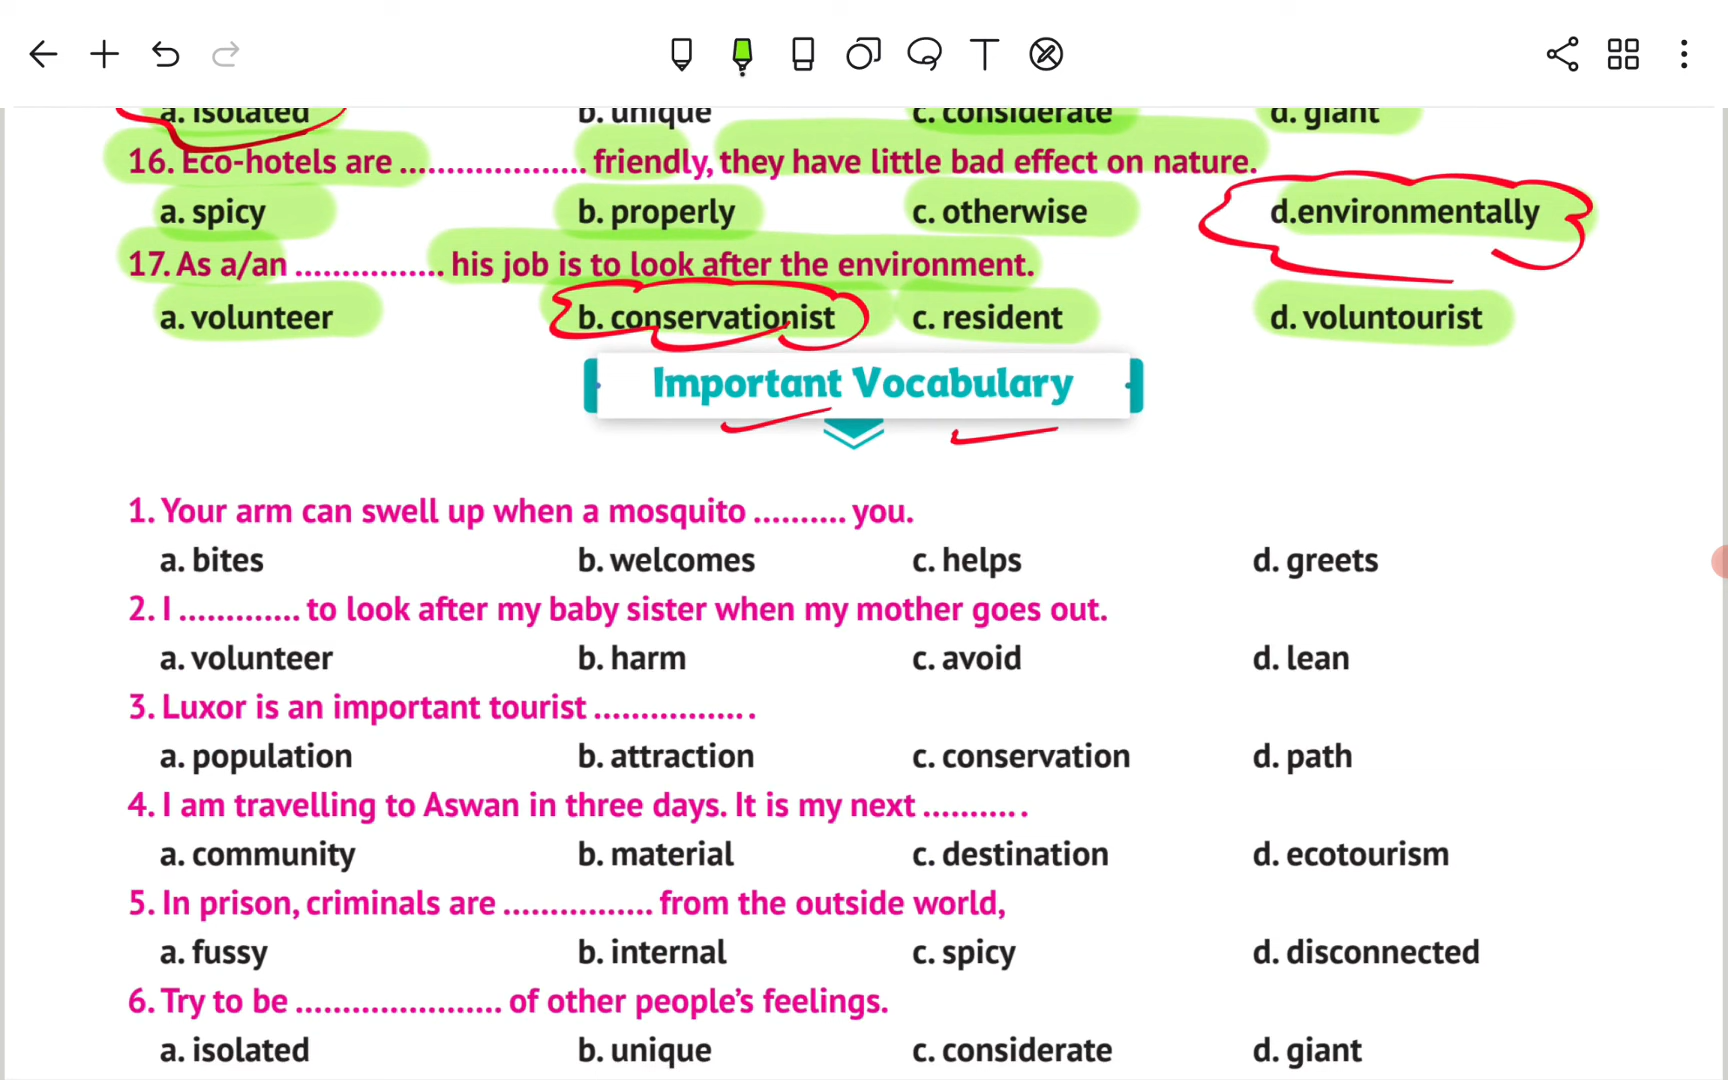 a. isolated b. unique c. considerate d. giant
16. Eco-hotels are ..................... friendly, they have little bad effect on nature.
a. spicy b. properly c. otherwise d.environmentally
17. As a/an ................ his job is to look after the environment.
a. volunteer b. conservationist c. resident d. voluntourist
Important Vocabulary
1. Your arm can swell up when a mosquito .......... you.
a. bites b. welcomes c. helps d. greets
2. I ............. to look after my baby sister when my mother goes out.
a. volunteer b. harm c. avoid d. lean
3. Luxor is an important tourist ................ .
a. population b. attraction c. conservation d. path
4. I am travelling to Aswan in three days. It is my next .......... .
a. community b. material c. destination d. ecotourism
5. In prison, criminals are ................ from the outside world,
a. fussy b. internal c. spicy d. disconnected
6. Try to be ...................... of other people's feelings.
a. isolated b. unique c. considerate d. giant